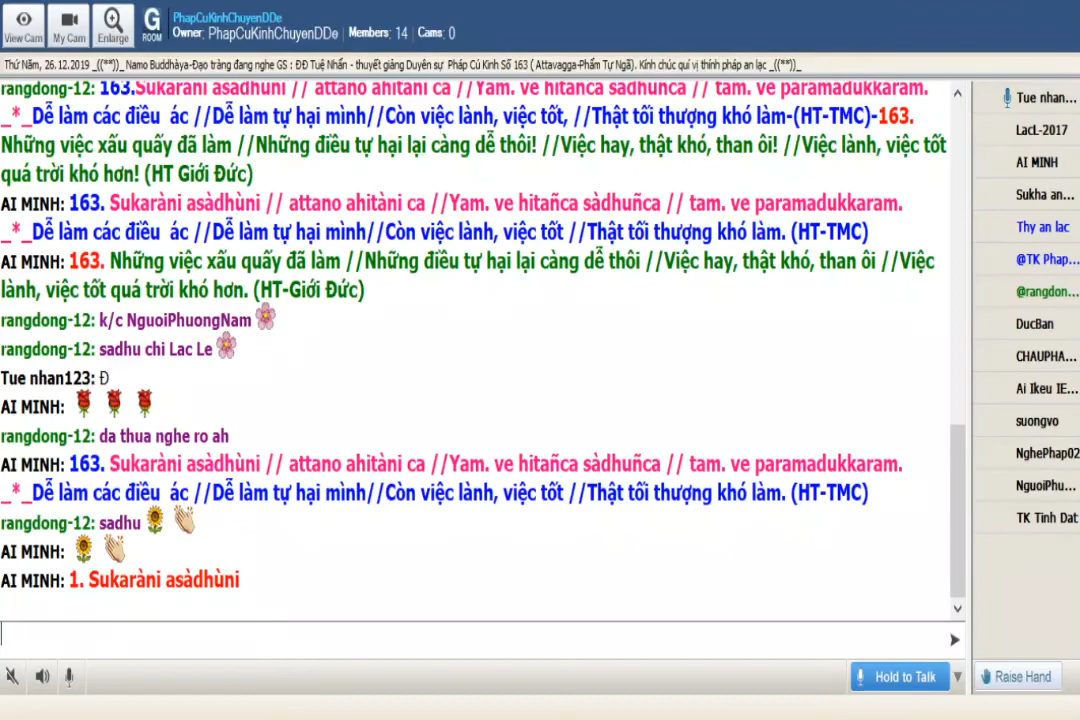 View Cam
My Cam
Enlarge
G ROOM
PhapCuKinhChuyenDDe
Owner: PhapCuKinhChuyenDDe Members: 14 Cams: 0
Thứ Năm, 26.12.2019 _((**))_ Namo Buddhàya-Đạo tràng đang nghe GS : ĐĐ Tuệ Nhẫn - thuyết giảng Duyên sự Pháp Cú Kinh Số 163 ( Attavagga-Phẩm Tự Ngã). Kính chúc quí vị thính pháp an lạc _((**))_
rangdong-12: 163.Sukaràni asàdhùni // attano ahitàni ca //Yam. ve hitañca sàdhuñca // tam. ve paramadukkaram.
_*_Dễ làm các điều ác //Dễ làm tự hại mình//Còn việc lành, việc tốt, //Thật tối thượng khó làm-(HT-TMC)-163.
Những việc xấu quấy đã làm //Những điều tự hại lại càng dễ thôi! //Việc hay, thật khó, than ôi! //Việc lành, việc tốt
quá trời khó hơn! (HT Giới Đức)
AI MINH: 163. Sukaràni asàdhùni // attano ahitàni ca //Yam. ve hitañca sàdhuñca // tam. ve paramadukkaram.
_*_Dễ làm các điều ác //Dễ làm tự hại mình//Còn việc lành, việc tốt //Thật tối thượng khó làm. (HT-TMC)
AI MINH: 163. Những việc xấu quấy đã làm //Những điều tự hại lại càng dễ thôi //Việc hay, thật khó, than ôi //Việc
lành, việc tốt quá trời khó hơn. (HT-Giới Đức)
rangdong-12: k/c NguoiPhuongNam
rangdong-12: sadhu chi Lac Le
Tue nhan123: Đ
AI MINH:
rangdong-12: da thua nghe ro ah
AI MINH: 163. Sukaràni asàdhùni // attano ahitàni ca //Yam. ve hitañca sàdhuñca // tam. ve paramadukkaram.
_*_Dễ làm các điều ác //Dễ làm tự hại mình//Còn việc lành, việc tốt //Thật tối thượng khó làm. (HT-TMC)
rangdong-12: sadhu
AI MINH:
AI MINH: 1. Sukaràni asàdhùni
Tue nhan...
LacL-2017
AI MINH
Sukha an...
Thy an lac
@TK Phap...
@rangdon...
DucBan
CHAUPHA...
Ai Ikeu IE...
suongvo
NghePhap02
NguoiPhu...
TK Tinh Dat
Hold to Talk
Raise Hand